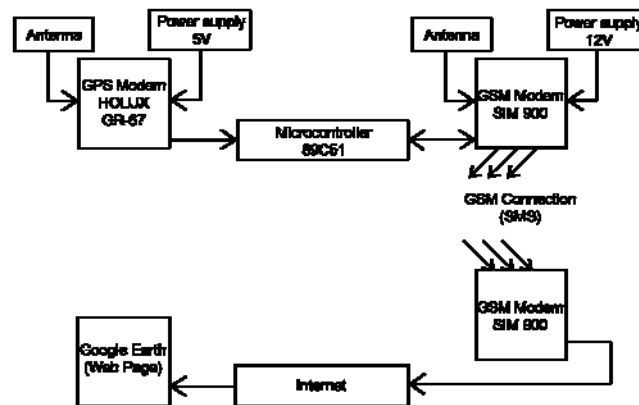 Antenna
Power supply
5V
Antenna
Power supply
12V
GPS Modem
HOLUX
GR-87
GSM Modem
SIM 900
Microcontroller
89C51
GSM Connection
(SMS)
GSM Modem
SIM 900
Google Earth
(Web Page)
Internet